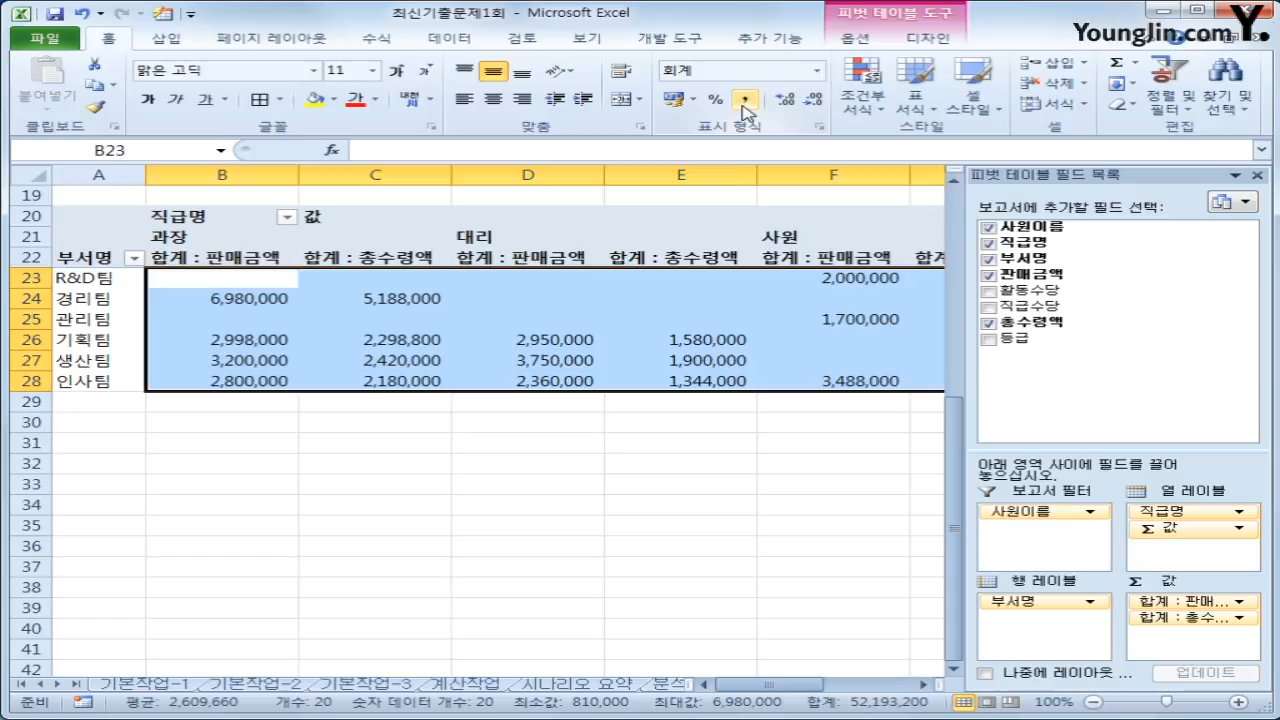 최신기출문제1회 - Microsoft Excel
피벗 테이블 도구
Younglin.com Y.
파일 홈 삽입 페이지 레이아웃 수식 데이터 검토 보기 개발 도구 추가 기능 옵션 디자인
붙여넣기
맑은 고딕 11 가 가
가 가 가 가 내천
회계
%
조건부 서식
표 서식
셀 스타일
삽입
삭제
서식
정렬 및 필터
찾기 및 선택
클립보드 글꼴 맞춤 표시 형식 스타일 셀 편집
B23 fx
A B C D E F
19
20 직급명 값
21 과장 대리 사원
22 부서명 합계 : 판매금액 합계 : 총수령액 합계 : 판매금액 합계 : 총수령액 합계 : 판매금액 합계
23 R&D팀 2,000,000
24 경리팀 6,980,000 5,188,000
25 관리팀 1,700,000
26 기획팀 2,998,000 2,298,800 2,950,000 1,580,000
27 생산팀 3,200,000 2,420,000 3,750,000 1,900,000
28 인사팀 2,800,000 2,180,000 2,360,000 1,344,000 3,488,000
29
30
31
32
33
34
35
36
37
38
39
40
41
42
피벗 테이블 필드 목록
보고서에 추가할 필드 선택:
사원이름
직급명
부서명
판매금액
활동수당
직급수당
총수령액
등급
아래 영역 사이에 필드를 끌어
놓으십시오.
보고서 필터 열 레이블
사원이름 직급명
Σ 값
행 레이블 Σ 값
부서명 합계 : 판매...
합계 : 총수...
나중에 레이아웃 ... 업데이트
기본작업-1 기본작업-2 기본작업-3 계산작업 시나리오 요약 분석
준비 평균: 2,609,660 개수: 20 숫자 데이터 개수: 20 최소값: 810,000 최대값: 6,980,000 합계: 52,193,200 100%